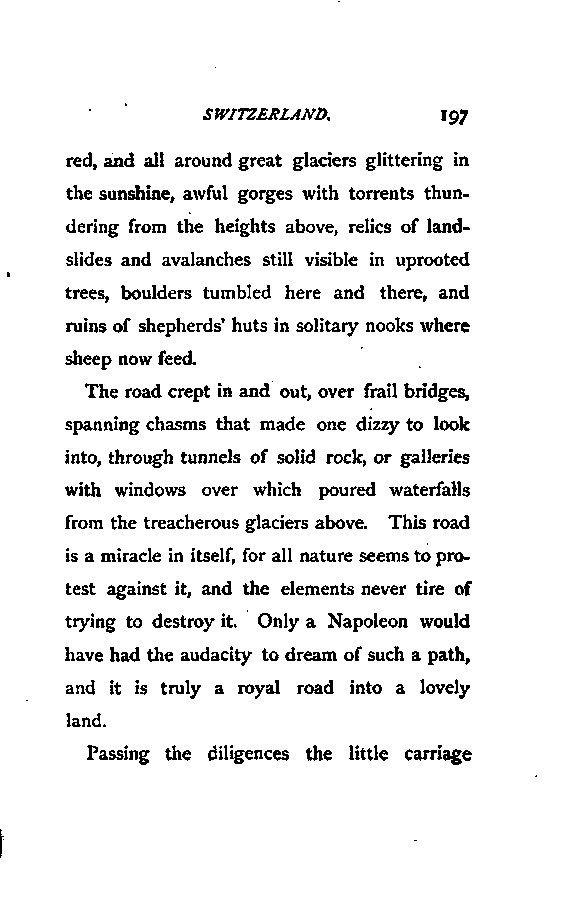 SWITZERLAND. 197
red, and all around great glaciers glittering in
the sunshine, awful gorges with torrents thun-
dering from the heights above, relics of land-
slides and avalanches still visible in uprooted
trees, boulders tumbled here and there, and
ruins of shepherds' huts in solitary nooks where
sheep now feed.
The road crept in and out, over frail bridges,
spanning chasms that made one dizzy to look
into, through tunnels of solid rock, or galleries
with windows over which poured waterfalls
from the treacherous glaciers above. This road
is a miracle in itself, for all nature seems to pro-
test against it, and the elements never tire of
trying to destroy it. Only a Napoleon would
have had the audacity to dream of such a path,
and it is truly a royal road into a lovely
land.
Passing the diligences the little carriage